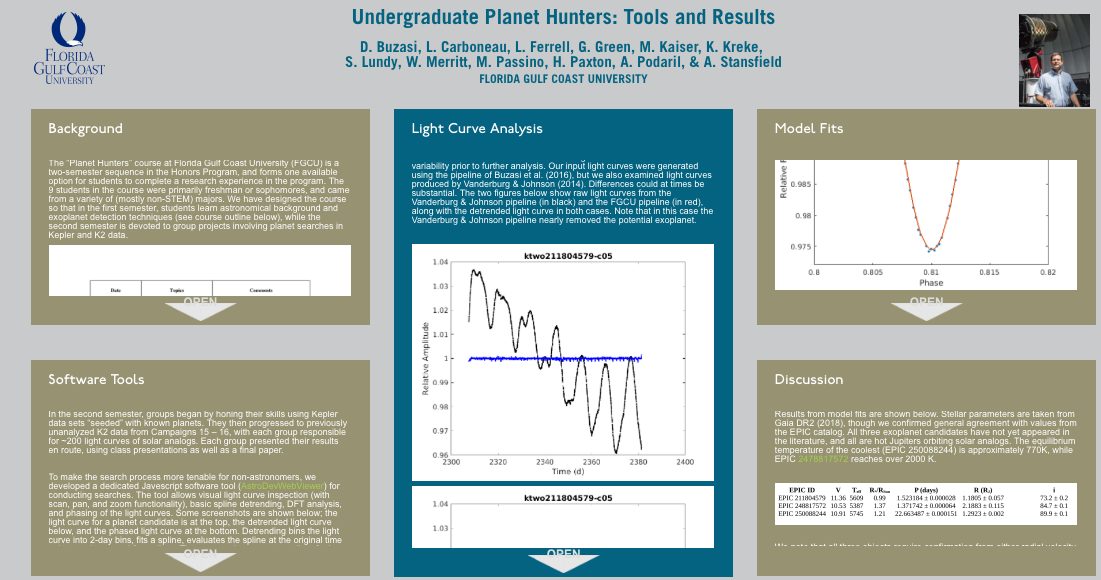 Undergraduate Planet Hunters: Tools and Results
D. Buzasi, L. Carboneau, L. Ferrell, G. Green, M. Kaiser, K. Kreke,
S. Lundy, W. Merritt, M. Passino, H. Paxton, A. Podaril, & A. Stansfield
FLORIDA GULF COAST UNIVERSITY
FLORIDA
GULF COAST
UNIVERSITY
Background
The "Planet Hunters" course at Florida Gulf Coast University (FGCU) is a
two-semester sequence in the Honors Program, and forms one available
option for students to complete a research experience in the program. The
9 students in the course were primarily freshman or sophomores, and came
from a variety of (mostly non-STEM) majors. We have designed the course
so that in the first semester, students learn astronomical background and
exoplanet detection techniques (see course outline below), while the
second semester is devoted to group projects involving planet searches in
Kepler and K2 data.
Date Topics Comments
OPEN
Software Tools
In the second semester, groups began by honing their skills using Kepler
data sets "seeded" with known planets. They then progressed to previously
unanalyzed K2 data from Campaigns 15 – 16, with each group responsible
for ~200 light curves of solar analogs. Each group presented their results
en route, using class presentations as well as a final paper.
To make the search process more tenable for non-astronomers, we
developed a dedicated Javascript software tool (AstroDevWebViewer) for
conducting searches. The tool allows visual light curve inspection (with
scan, pan, and zoom functionality), basic spline detrending, DFT analysis,
and phasing of the light curves. Some screenshots are shown below; the
light curve for a planet candidate is at the top, the detrended light curve
below, and the phased light curve at the bottom. Detrending bins the light
curve into 2-day bins, fits a spline, evaluates the spline at the original time
OPEN
Light Curve Analysis
variability prior to further analysis. Our input light curves were generated
using the pipeline of Buzasi et al. (2016), but we also examined light curves
produced by Vanderburg & Johnson (2014). Differences could at times be
substantial. The two figures below show raw light curves from the
Vanderburg & Johnson pipeline (in black) and the FGCU pipeline (in red),
along with the detrended light curve in both cases. Note that in this case the
Vanderburg & Johnson pipeline nearly removed the potential exoplanet.
ktwo211804579-c05
1.04
1.03
1.02
1.01
1
0.99
0.98
0.97
0.96
Relative Amplitude
2300 2320 2340 2360 2380 2400
Time (d)
ktwo211804579-c05
1.04
1.03
OPEN
Model Fits
Relative F
0.985
0.98
0.975
0.8 0.805 0.81 0.815 0.82
Phase
OPEN
Discussion
Results from model fits are shown below. Stellar parameters are taken from
Gaia DR2 (2018), though we confirmed general agreement with values from
the EPIC catalog. All three exoplanet candidates have not yet appeared in
the literature, and all are hot Jupiters orbiting solar analogs. The equilibrium
temperature of the coolest (EPIC 250088244) is approximately 770K, while
EPIC 2478817572 reaches over 2000 K.
EPIC ID V Teff R*/RSun P (days) R (RJ) i
EPIC 211804579 11.36 5609 0.99 1.523184 ± 0.000028 1.1805 ± 0.057 73.2 ± 0.2
EPIC 248817572 10.53 5387 1.37 1.371742 ± 0.000064 2.1883 ± 0.115 84.7 ± 0.1
EPIC 250088244 10.91 5745 1.21 22.663487 ± 0.000151 1.2923 ± 0.002 89.9 ± 0.1
We note that all three objects require confirmation from either radial velocity